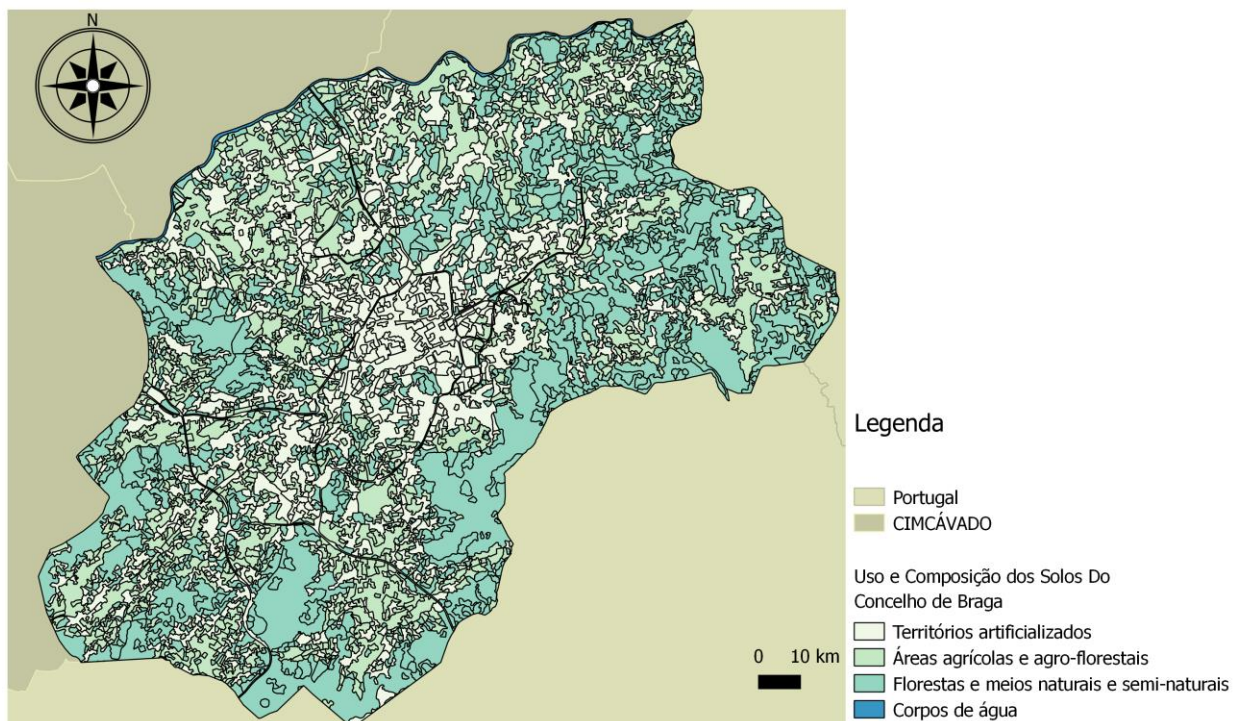 N
0 10 km
Legenda
Portugal
CIMCÁVADO
Uso e Composição dos Solos Do
Concelho de Braga
Territórios artificializados
Áreas agrícolas e agro-florestais
Florestas e meios naturais e semi-naturais
Corpos de água